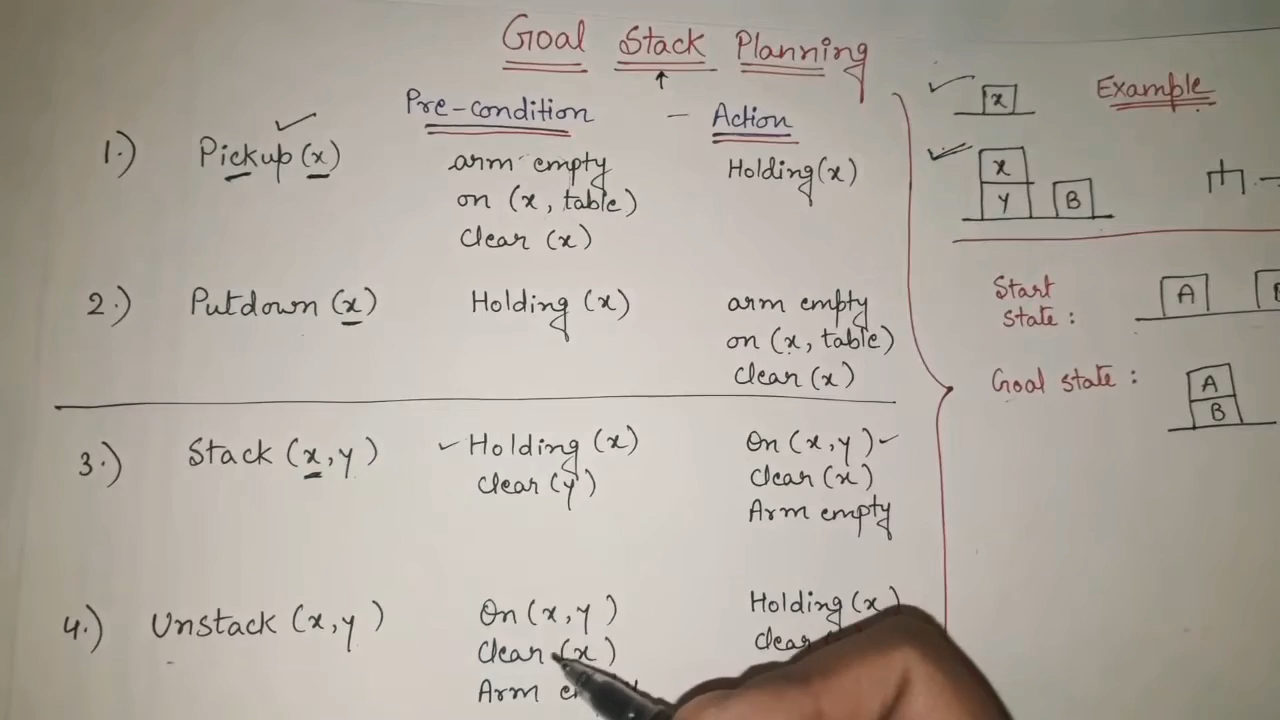 Goal Stack Planning
Pre-condition - Action
1.) Pickup (x) arm empty Holding(x)
on (x, table)
Clear (x)
2.) Putdown (x) Holding (x) arm empty
on (x, table)
Clear (x)
3.) Stack (x,y) Holding (x) On (x,y)
Clear (y) Clear (x)
Arm empty
4.) Unstack (x,y) On (x,y) Holding (x)
Clear (x) Clear
Arm
Example
x
x
Y B
Start A
State :
Goal state : A
B